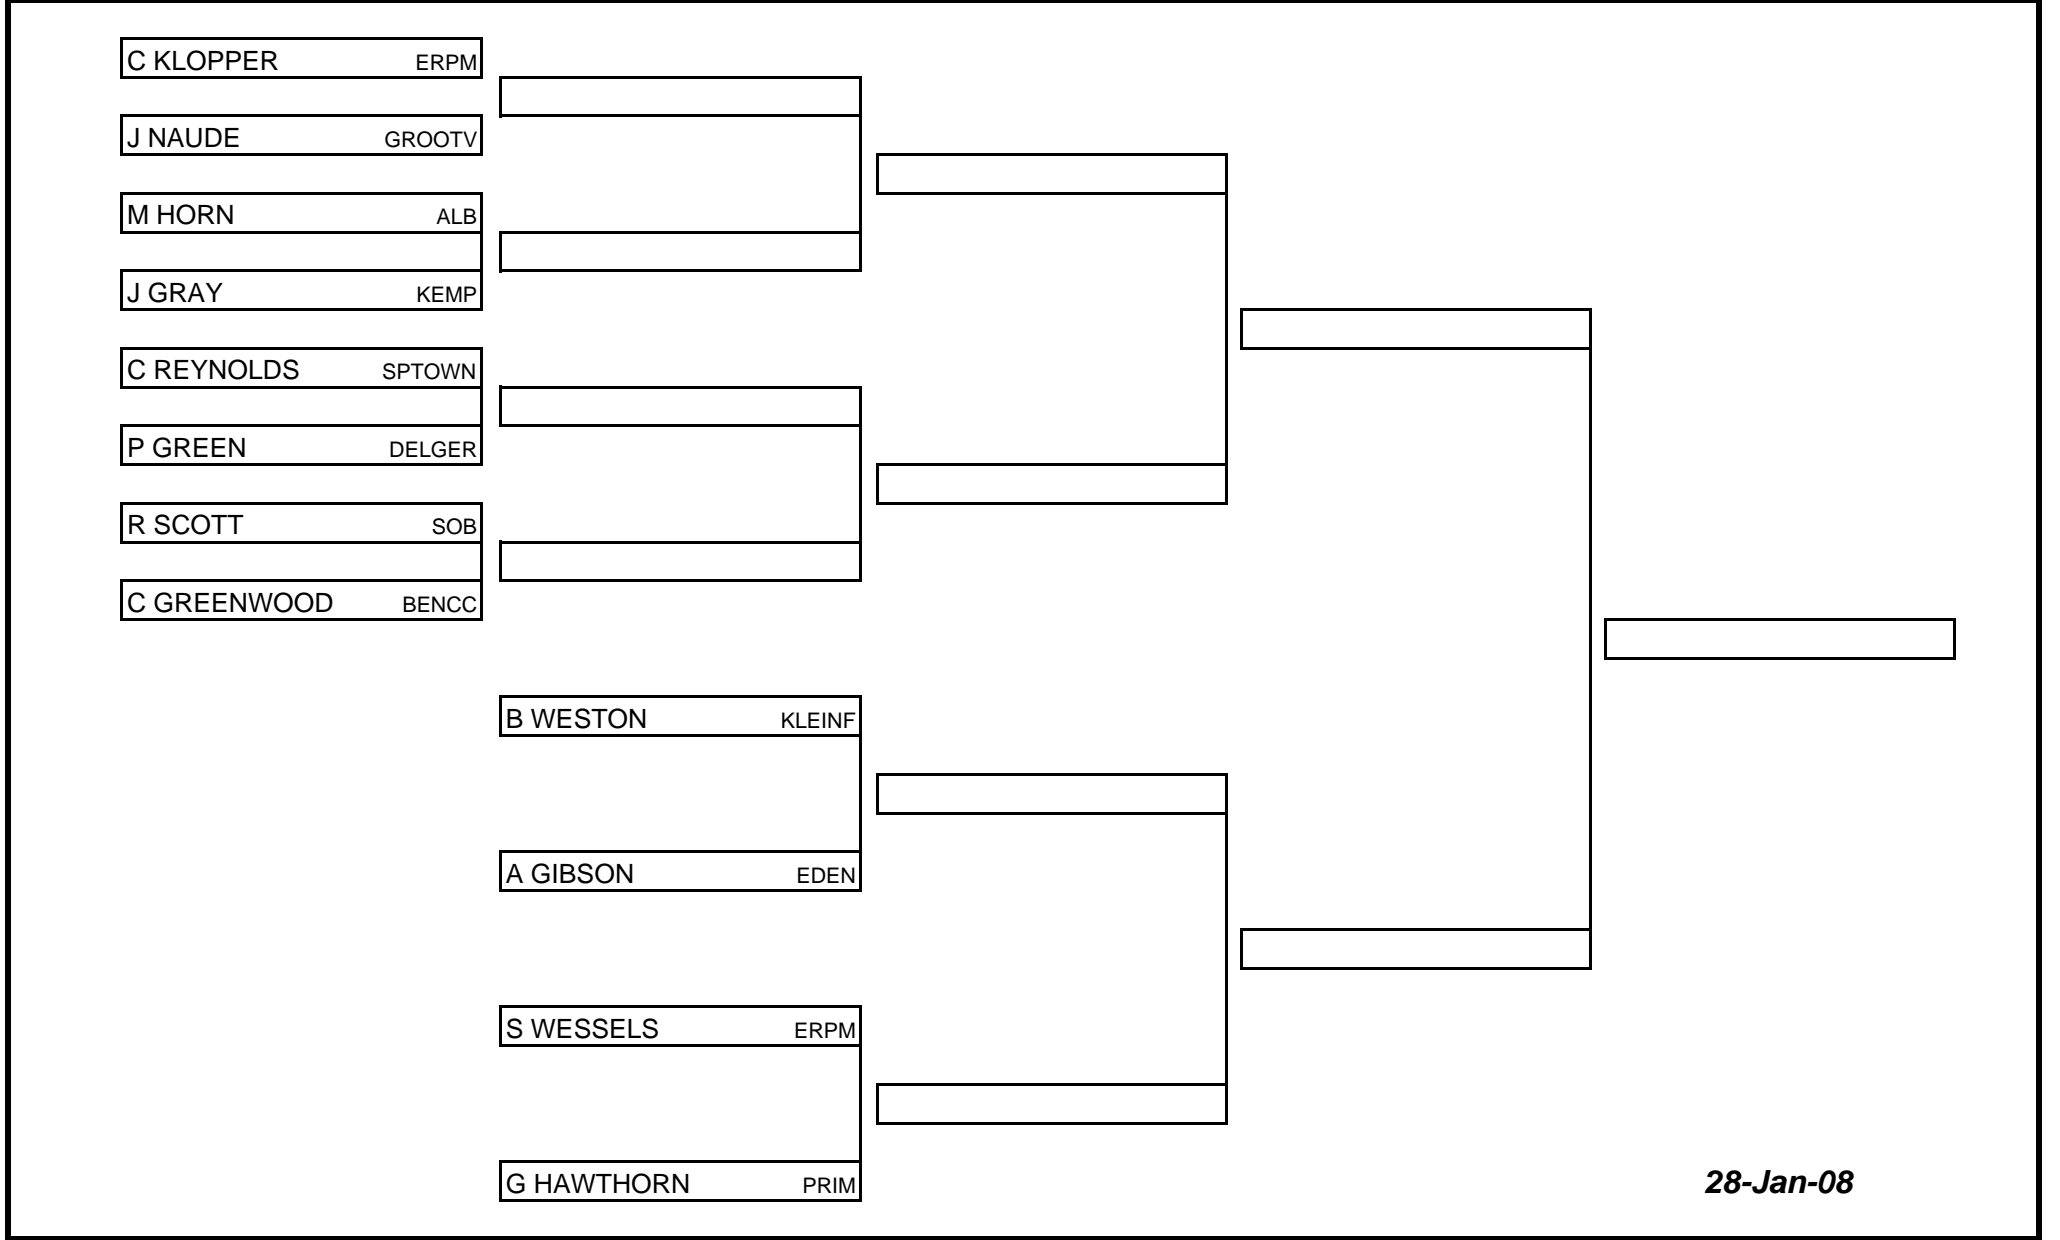 C KLOPPER ERPM
J NAUDE GROOTV
M HORN ALB
J GRAY KEMP
C REYNOLDS SPTOWN
P GREEN DELGER
R SCOTT SOB
C GREENWOOD BENCC
B WESTON KLEINF
A GIBSON EDEN
S WESSELS ERPM
G HAWTHORN PRIM
28-Jan-08